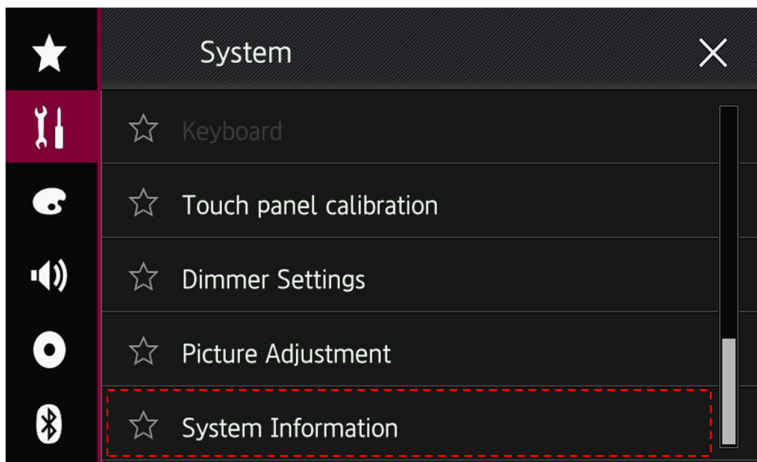 System
Keyboard
Touch panel calibration
Dimmer Settings
Picture Adjustment
System Information